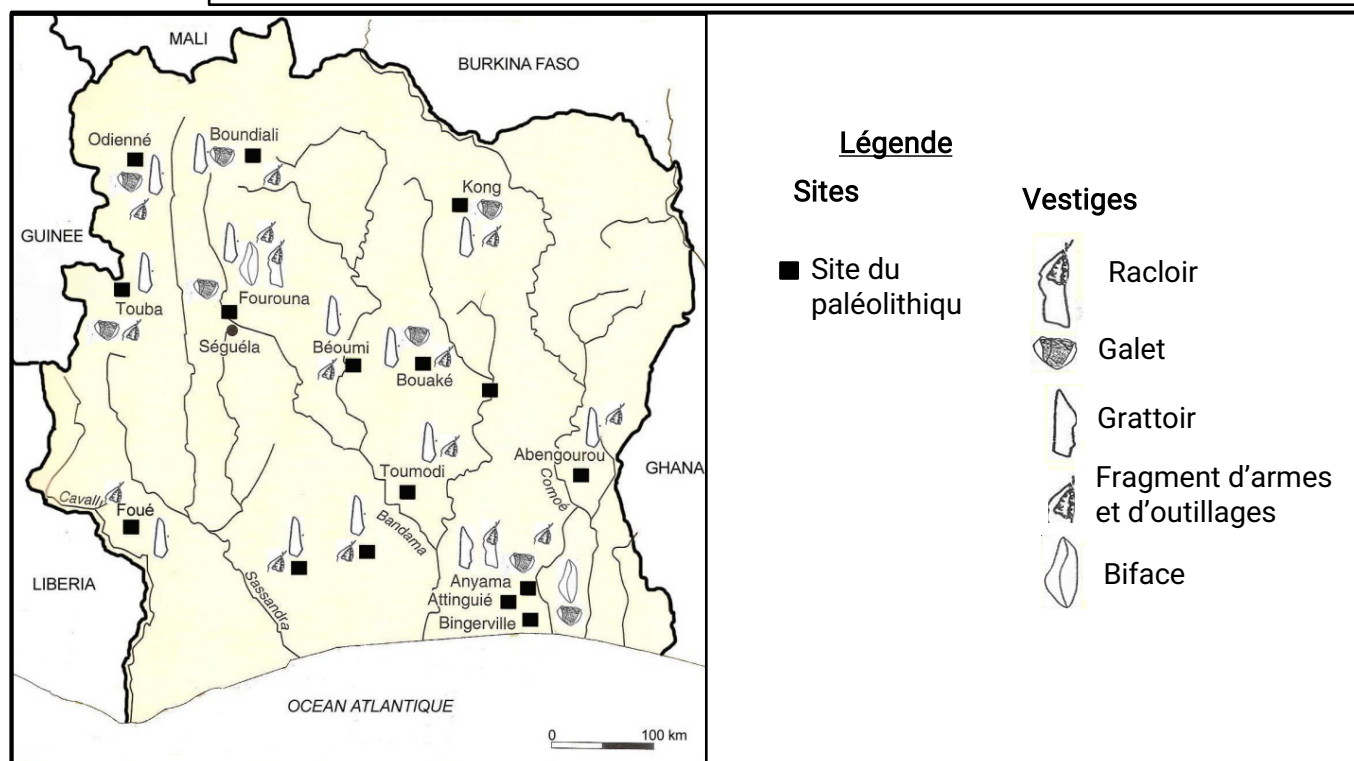 MALI
BURKINA FASO
Odienné
Boundiali
Kong
GUINEE
Touba
Fourouna
Séguéla
Béoumi
Bouaké
Abengourou
GHANA
Toumodi
Comoé
Cavally
Foué
Bandama
LIBERIA
Sassandra
Anyama
Attinguié
Bingerville
OCEAN ATLANTIQUE
0 100 km
Légende
Sites
Site du
paléolithiqu
Vestiges
Racloir
Galet
Grattoir
Fragment d’armes
et d’outillages
Biface